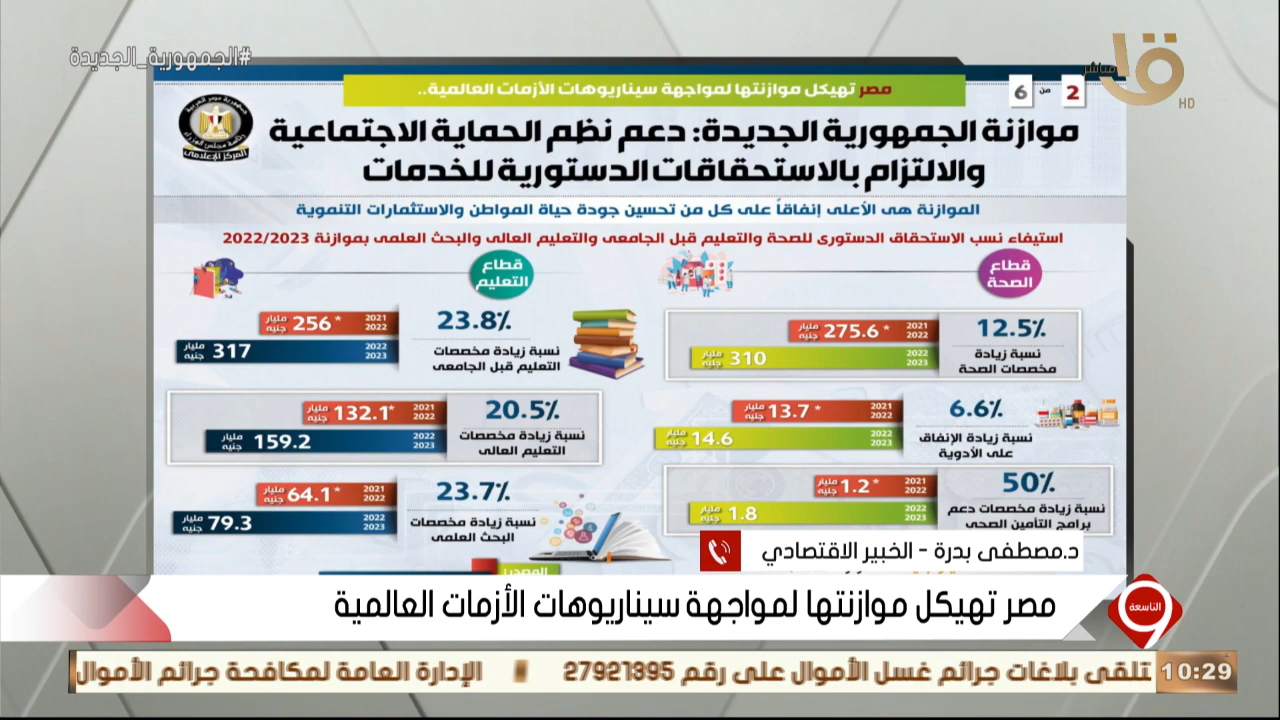 #الجمهورية_الجديدة
مباشر
HD
2 من 6
مصر تهيكل موازنتها لمواجهة سيناريوهات الأزمات العالمية..
موازنة الجمهورية الجديدة: دعم نظم الحماية الاجتماعية
والالتزام بالاستحقاقات الدستورية للخدمات
الموازنة هى الأعلى إنفاقاً على كل من تحسين جودة حياة المواطن والاستثمارات التنموية
استيفاء نسب الاستحقاق الدستورى للصحة والتعليم قبل الجامعى والتعليم العالى والبحث العلمى بموازنة 2022/2023
قطاع
الصحة
12.5%
نسبة زيادة
مخصصات الصحة
2021
2022
* 275.6 مليار جنيه
2022
2023
310 مليار جنيه
6.6%
نسبة زيادة الإنفاق
على الأدوية
2021
2022
* 13.7 مليار جنيه
2022
2023
14.6 مليار جنيه
50%
نسبة زيادة مخصصات دعم
برامج التأمين الصحى
2021
2022
* 1.2 مليار جنيه
2022
2023
1.8 مليار جنيه
قطاع
التعليم
23.8%
نسبة زيادة مخصصات
التعليم قبل الجامعى
2021
2022
* 256 مليار جنيه
2022
2023
317 مليار جنيه
20.5%
نسبة زيادة مخصصات
التعليم العالى
2021
2022
* 132.1 مليار جنيه
2022
2023
159.2 مليار جنيه
23.7%
نسبة زيادة مخصصات
البحث العلمى
2021
2022
* 64.1 مليار جنيه
2022
2023
79.3 مليار جنيه
المصدر:
د.مصطفى بدرة - الخبير الاقتصادي
التاسعة
9
مصر تهيكل موازنتها لمواجهة سيناريوهات الأزمات العالمية
10:29
تتلقى بلاغات جرائم غسل الأموال على رقم 27921395
الإدارة العامة لمكافحة جرائم الأموال